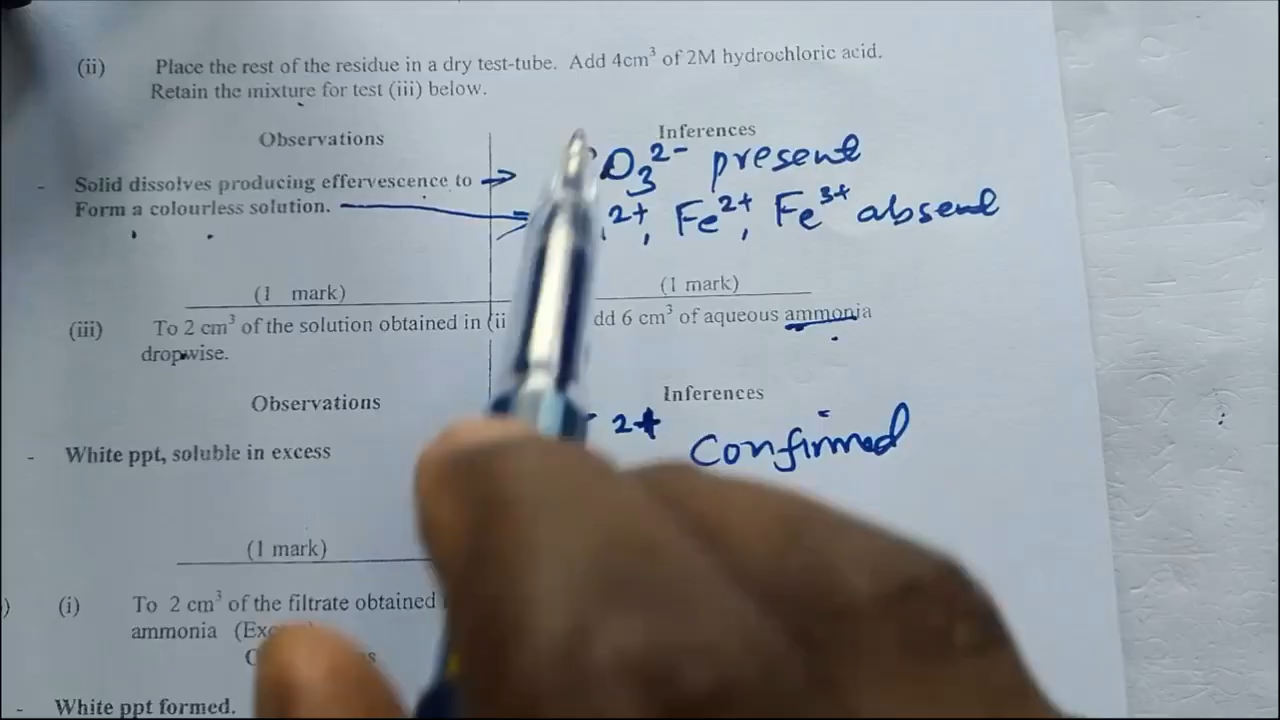 (ii) Place the rest of the residue in a dry test-tube. Add 4cm³ of 2M hydrochloric acid.
Retain the mixture for test (iii) below.
Observations Inferences
- Solid dissolves producing effervescence to
Form a colourless solution.
O₃²⁻ present
²⁺, Fe²⁺, Fe³⁺ absent
(1 mark) (1 mark)
(iii) To 2 cm³ of the solution obtained in (ii dd 6 cm³ of aqueous ammonia
dropwise.
Observations Inferences
- White ppt, soluble in excess
2+ Confirmed
(1 mark)
) (i) To 2 cm³ of the filtrate obtained
ammonia
- White ppt formed.